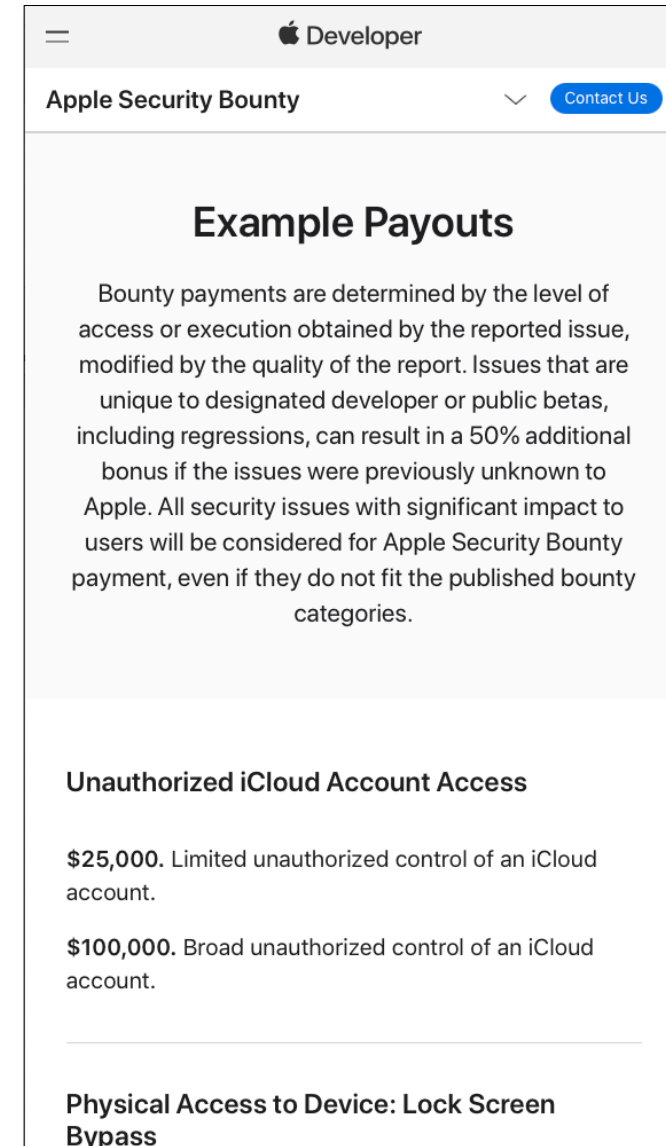 Developer
Apple Security Bounty
Contact Us
Example Payouts
Bounty payments are determined by the level of
access or execution obtained by the reported issue,
modified by the quality of the report. Issues that are
unique to designated developer or public betas,
including regressions, can result in a 50% additional
bonus if the issues were previously unknown to
Apple. All security issues with significant impact to
users will be considered for Apple Security Bounty
payment, even if they do not fit the published bounty
categories.
Unauthorized iCloud Account Access
$25,000. Limited unauthorized control of an iCloud
account.
$100,000. Broad unauthorized control of an iCloud
account.
Physical Access to Device: Lock Screen
Bypass